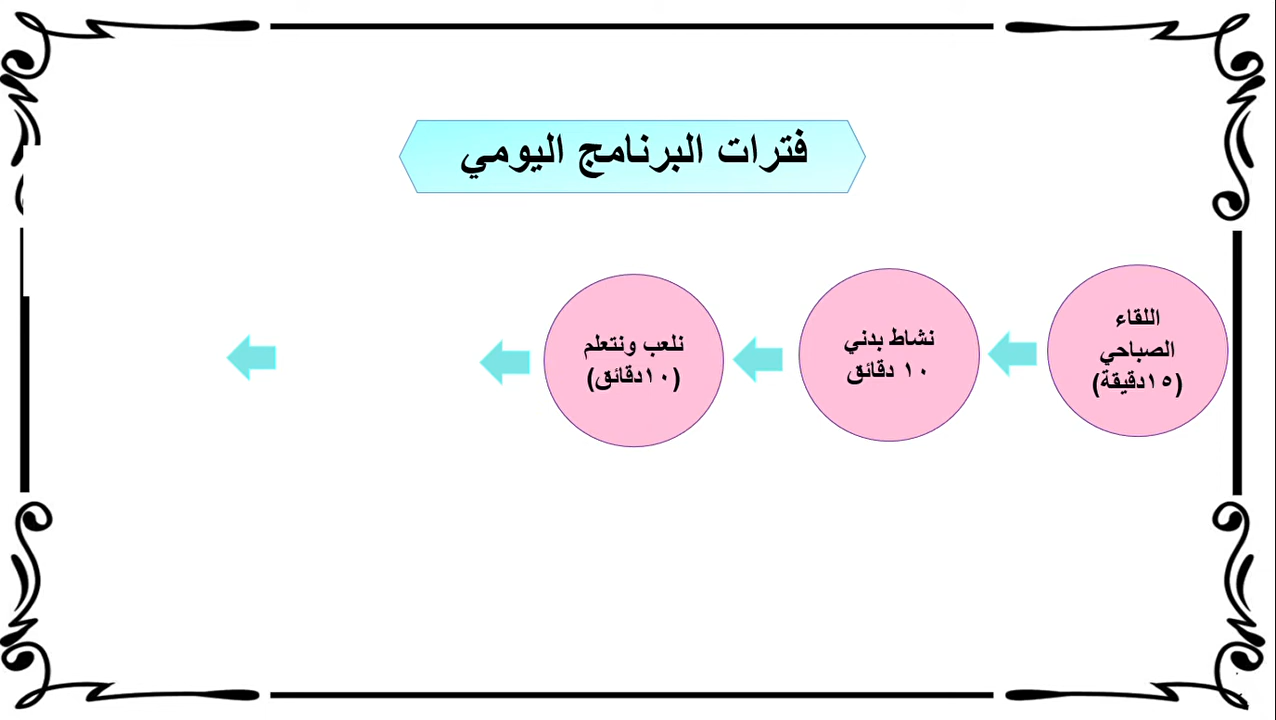 فترات البرنامج اليومي
اللقاء
الصباحي
(١٥دقيقة)
نشاط بدني
١٠ دقائق
نلعب ونتعلم
(١٠دقائق)